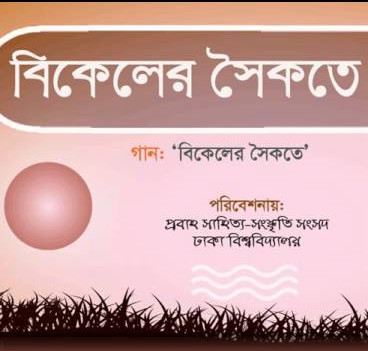 বিকেলের সৈকতে
গান: ‘বিকেলের সৈকতে’
পরিবেশনায়:
প্রবাহ সাহিত্য-সংস্কৃতি সংসদ
ঢাকা বিশ্ববিদ্যালয়